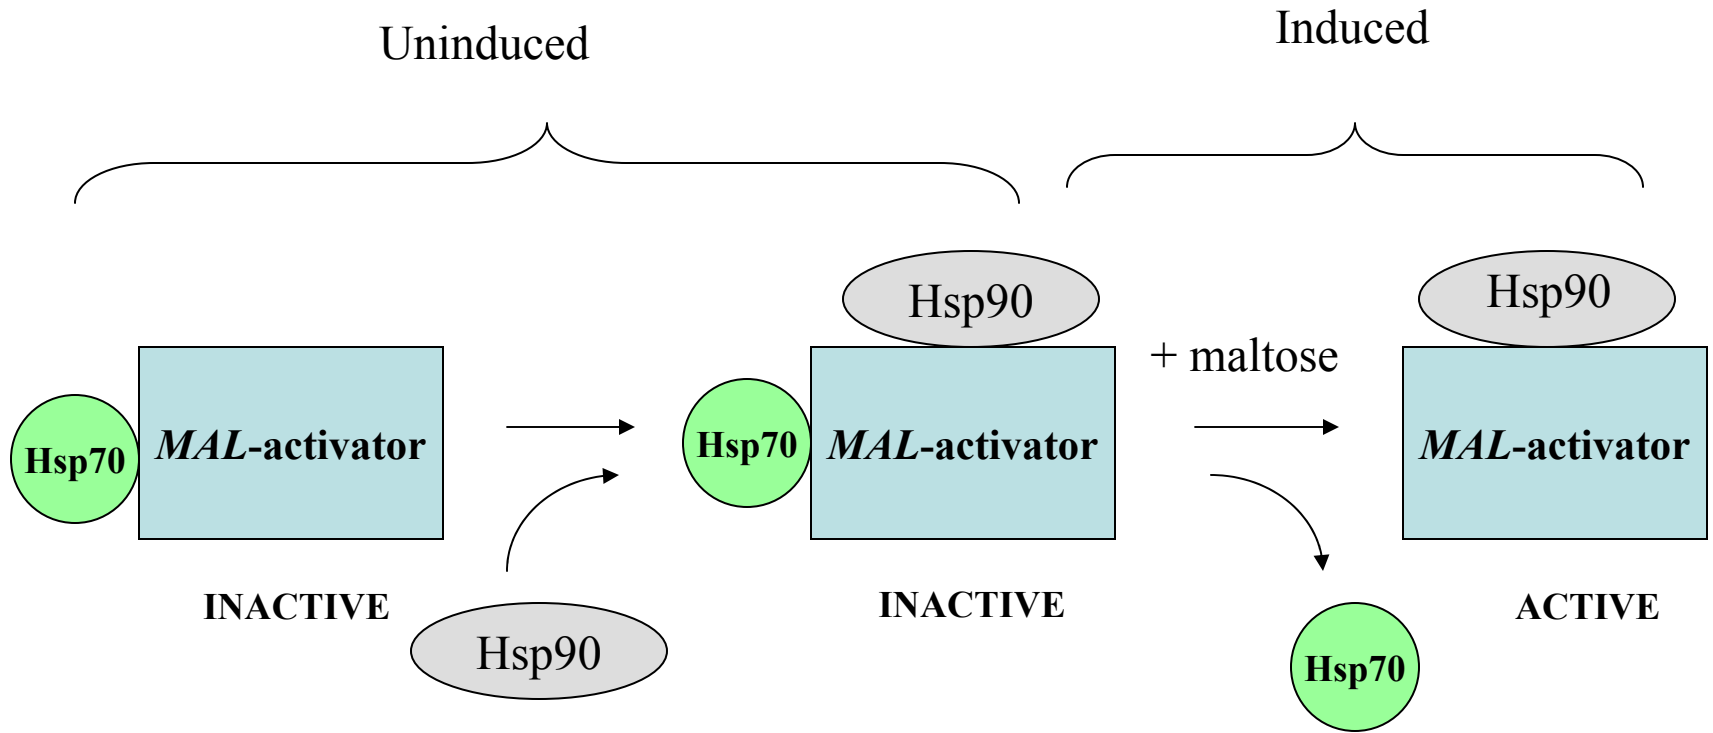 Uninduced
Induced
Hsp90
Hsp90
+ maltose
Hsp70
MAL-activator
Hsp70
MAL-activator
MAL-activator
INACTIVE
INACTIVE
ACTIVE
Hsp90
Hsp70